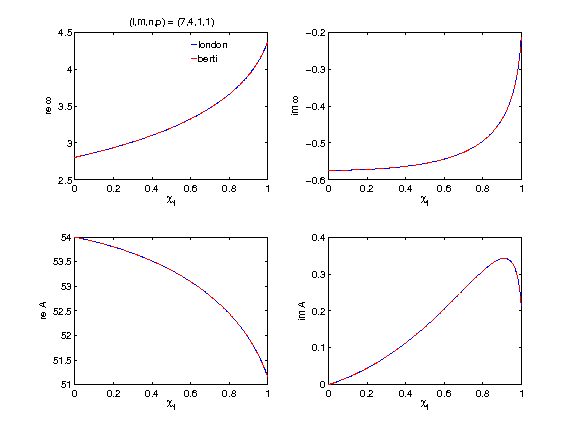 (l,m,n,p) = (7,4,1,1)
4.5
4
3.5
3
2.5
re ω
london
berti
0 0.2 0.4 0.6 0.8 1
χf
−0.2
−0.3
−0.4
−0.5
−0.6
im ω
0 0.2 0.4 0.6 0.8 1
χf
54
53.5
53
52.5
52
51.5
51
re A
0 0.2 0.4 0.6 0.8 1
χf
0.4
0.3
0.2
0.1
0
im A
0 0.2 0.4 0.6 0.8 1
χf